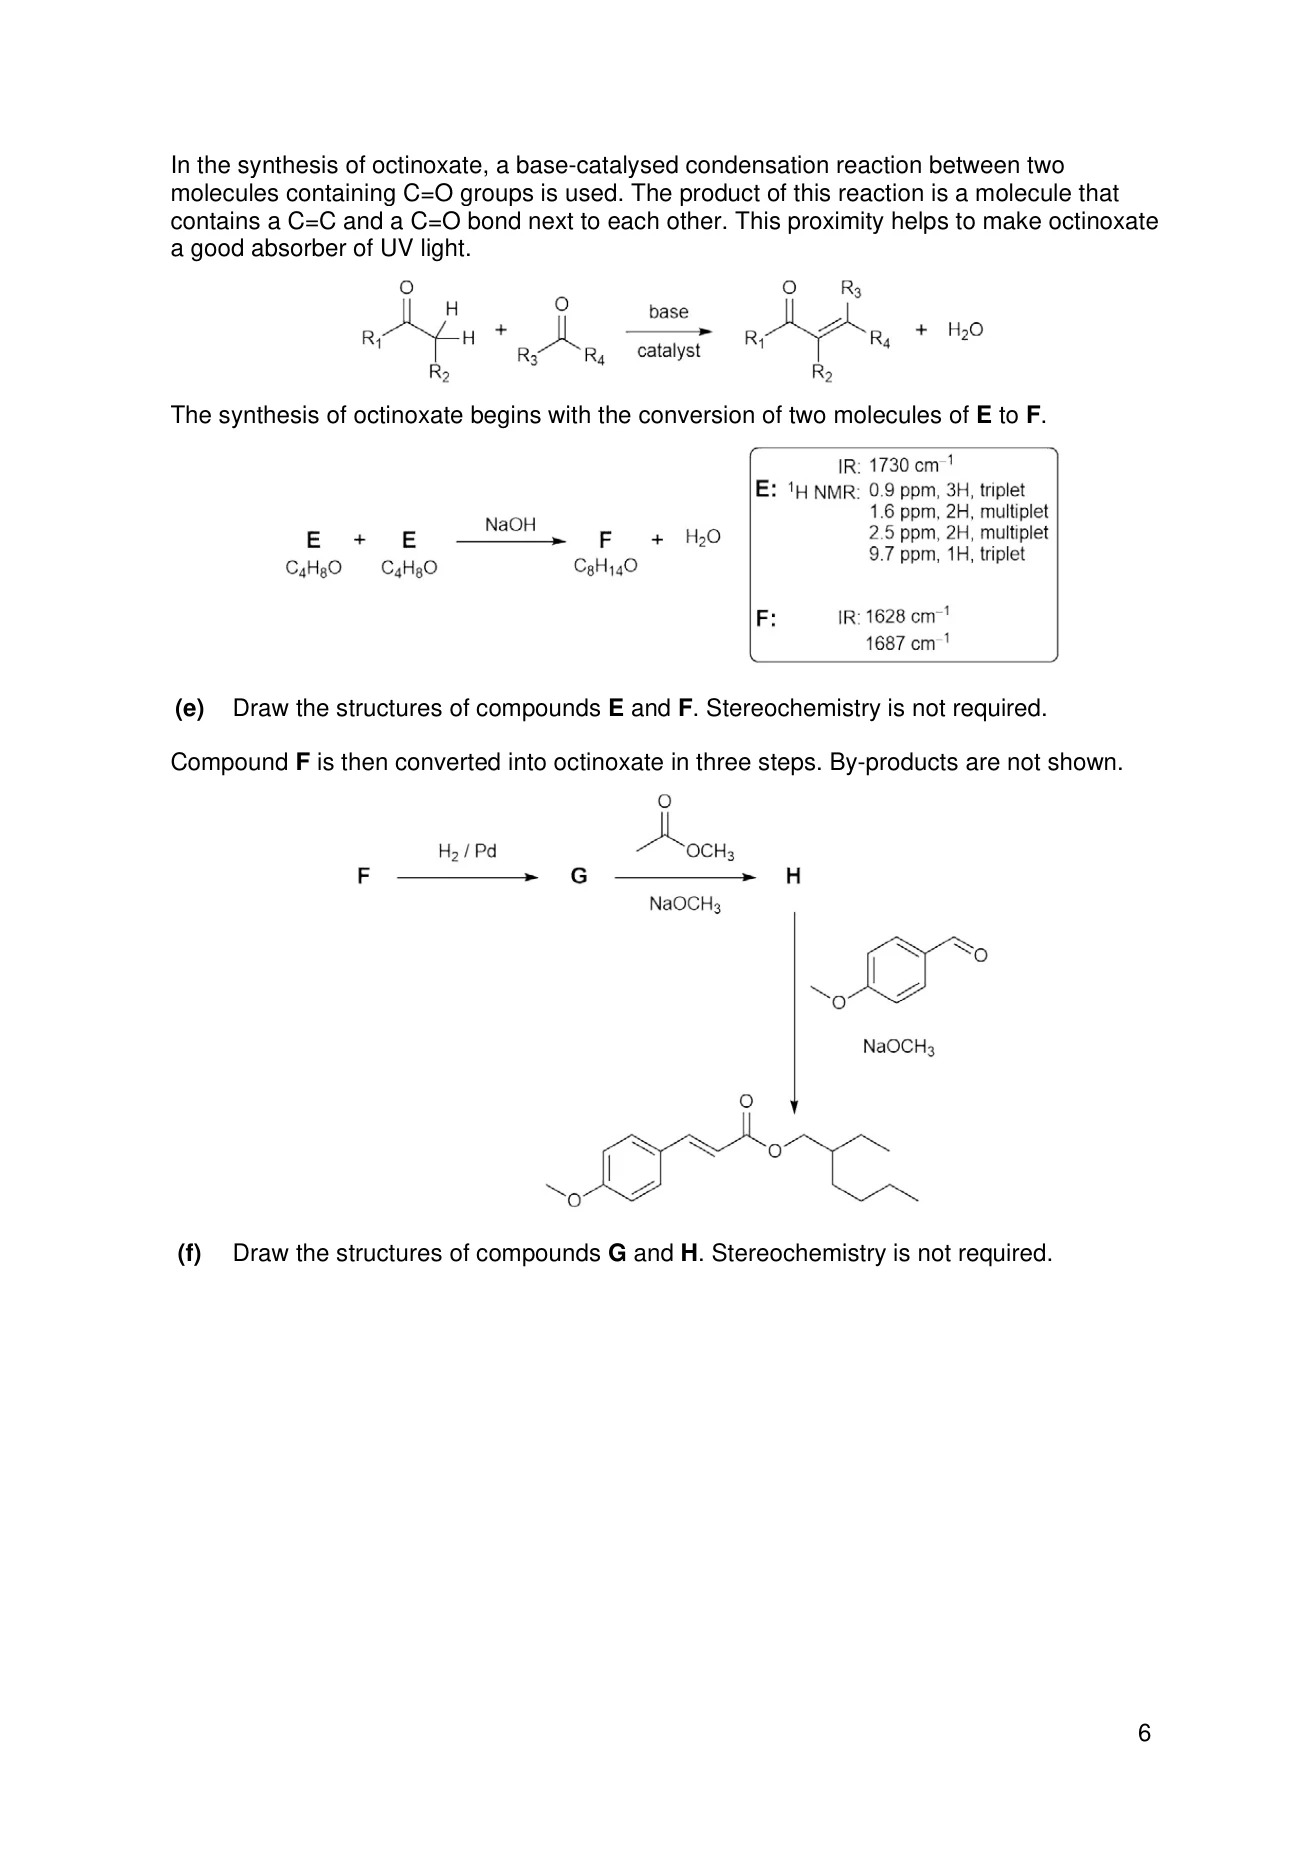 In the synthesis of octinoxate, a base-catalysed condensation reaction between two
molecules containing C=O groups is used. The product of this reaction is a molecule that
contains a C=C and a C=O bond next to each other. This proximity helps to make octinoxate
a good absorber of UV light.
O H H R₁ R₂ + O R₃ R₄ base catalyst O R₃ R₁ R₄ R₂ + H₂O
The synthesis of octinoxate begins with the conversion of two molecules of E to F.
E + E NaOH F + H₂O
C₄H₈O C₄H₈O C₈H₁₄O
IR: 1730 cm⁻¹
E: ¹H NMR: 0.9 ppm, 3H, triplet
1.6 ppm, 2H, multiplet
2.5 ppm, 2H, multiplet
9.7 ppm, 1H, triplet
F: IR: 1628 cm⁻¹
1687 cm⁻¹
(e) Draw the structures of compounds E and F. Stereochemistry is not required.
Compound F is then converted into octinoxate in three steps. By-products are not shown.
O
H₂ / Pd OCH₃
F G H
NaOCH₃
O
O
NaOCH₃
O
O
O
(f) Draw the structures of compounds G and H. Stereochemistry is not required.
6